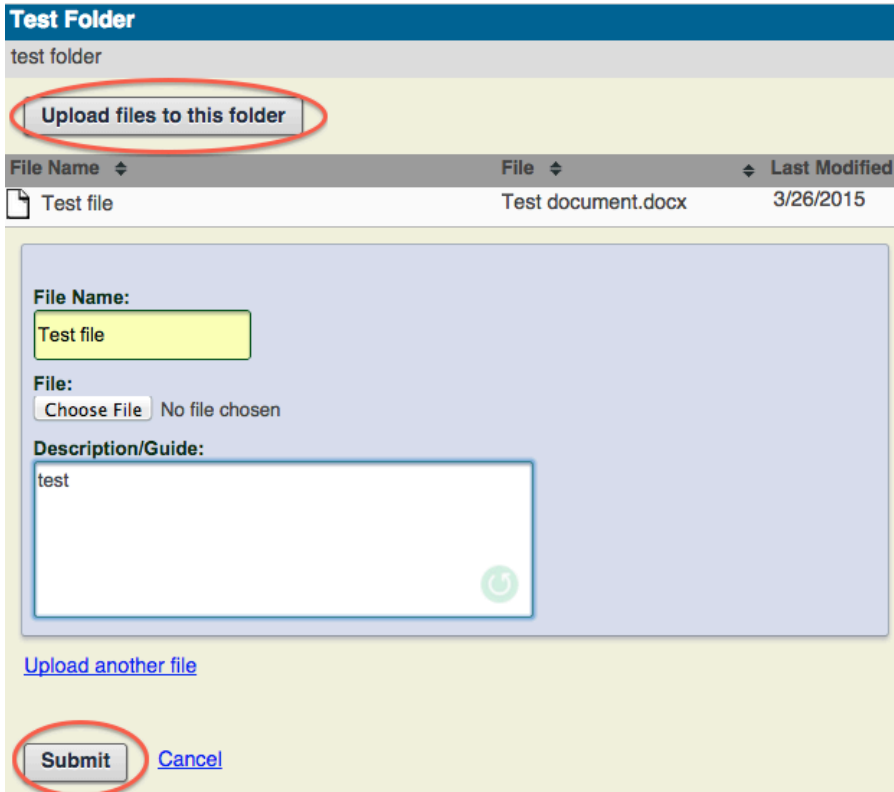 Test Folder
test folder
Upload files to this folder
File Name File Last Modified
Test file Test document.docx 3/26/2015
File Name:
Test file
File:
Choose File No file chosen
Description/Guide:
test
Upload another file
Submit Cancel